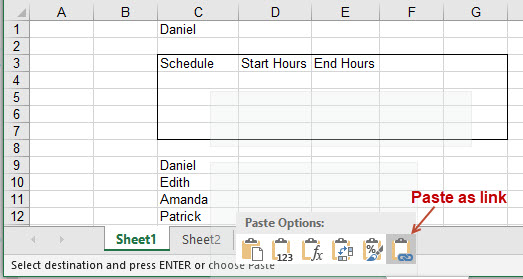 A B C D E F G
1 Daniel
2
3 Schedule Start Hours End Hours
4
5
6
7
8
9 Daniel
10 Edith
11 Amanda
12 Patrick
Paste as link
Paste Options:
123 fx %
Sheet1 Sheet2
Select destination and press ENTER or choose Paste